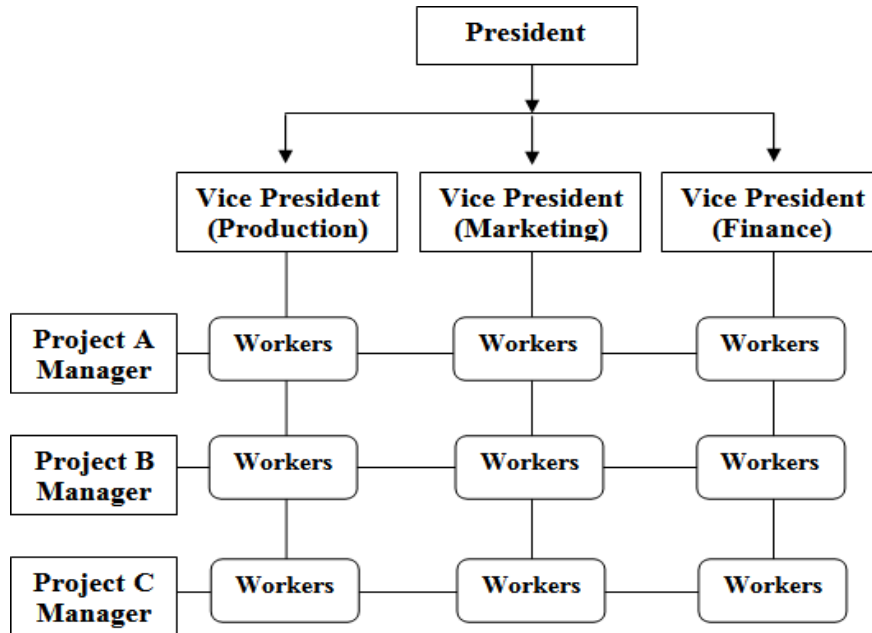 President
Vice President
(Production)
Vice President
(Marketing)
Vice President
(Finance)
Project A
Manager
Workers
Workers
Workers
Project B
Manager
Workers
Workers
Workers
Project C
Manager
Workers
Workers
Workers